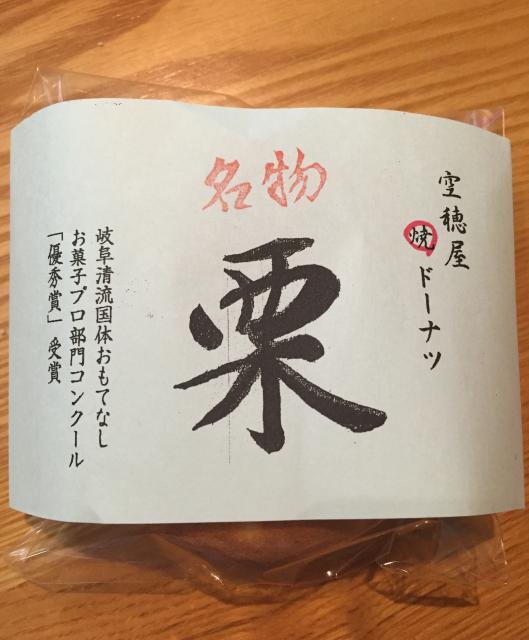 名物
空穂屋
焼ドーナツ
栗
岐阜清流国体おもてなし
お菓子プロ部門コンクール
「優秀賞」受賞